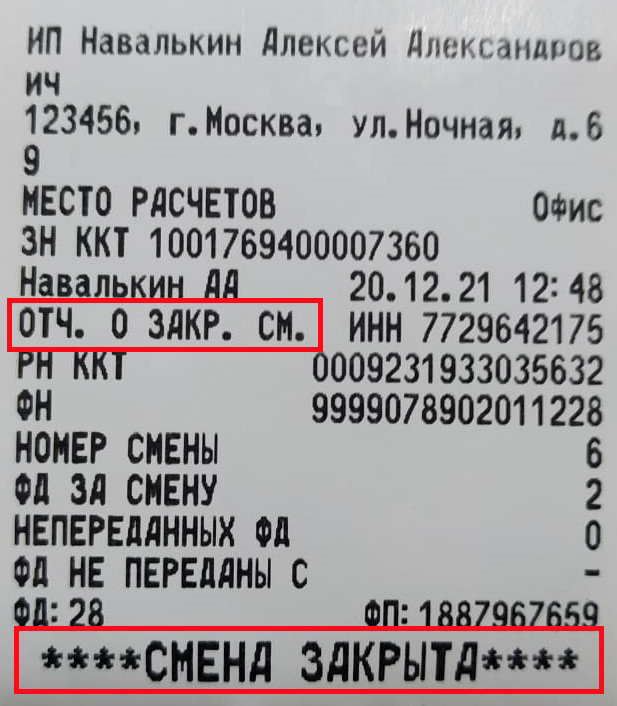 ИП Навалькин Алексей Александров
ич
123456, г.Москва, ул.Ночная, д.6
9
МЕСТО РАСЧЕТОВ Офис
ЗН ККТ 1001769400007360
Навалькин АА 20.12.21 12:48
ОТЧ. О ЗАКР. СМ. ИНН 7729642175
РН ККТ 0009231933035632
ФН 9999078902011228
НОМЕР СМЕНЫ 6
ФД ЗА СМЕНУ 2
НЕПЕРЕДАННЫХ ФД 0
ФД НЕ ПЕРЕДАНЫ С -
ФД: 28 ФП: 1887967659
****СМЕНА ЗАКРЫТА****